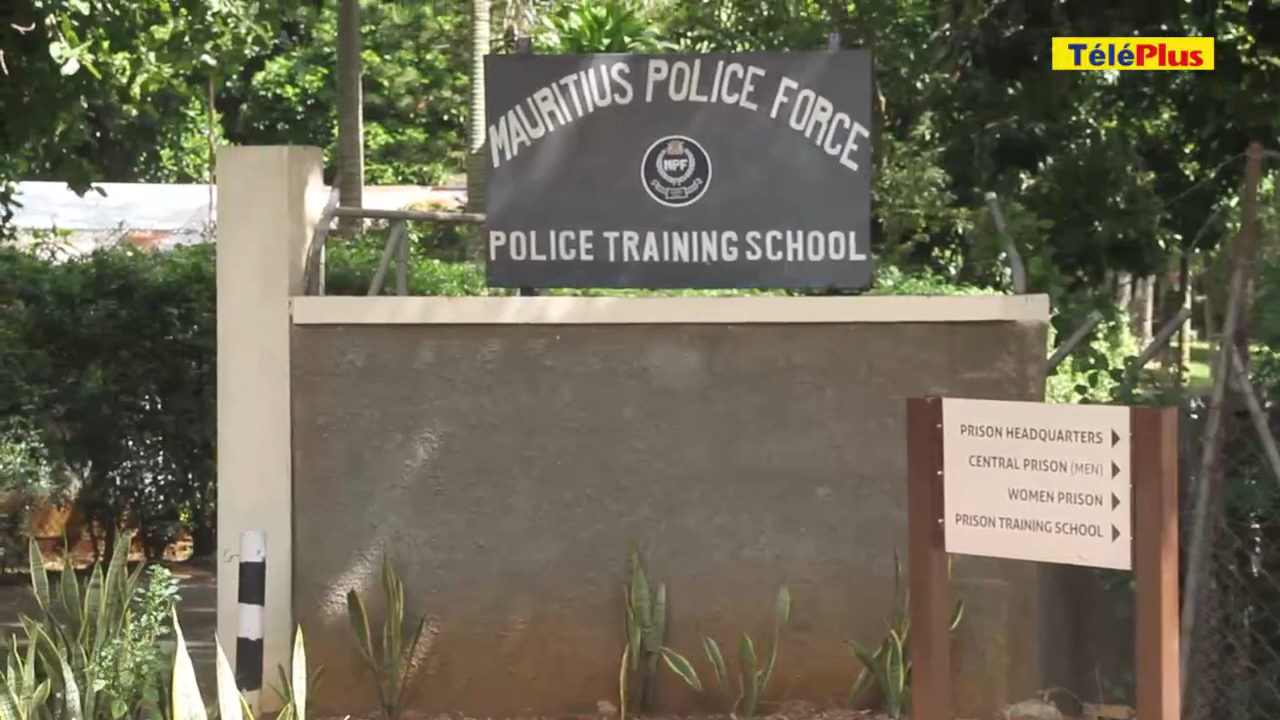 TéléPlus
MAURITIUS POLICE FORCE
MPF
POLICE TRAINING SCHOOL
PRISON HEADQUARTERS
CENTRAL PRISON (MEN)
WOMEN PRISON
PRISON TRAINING SCHOOL